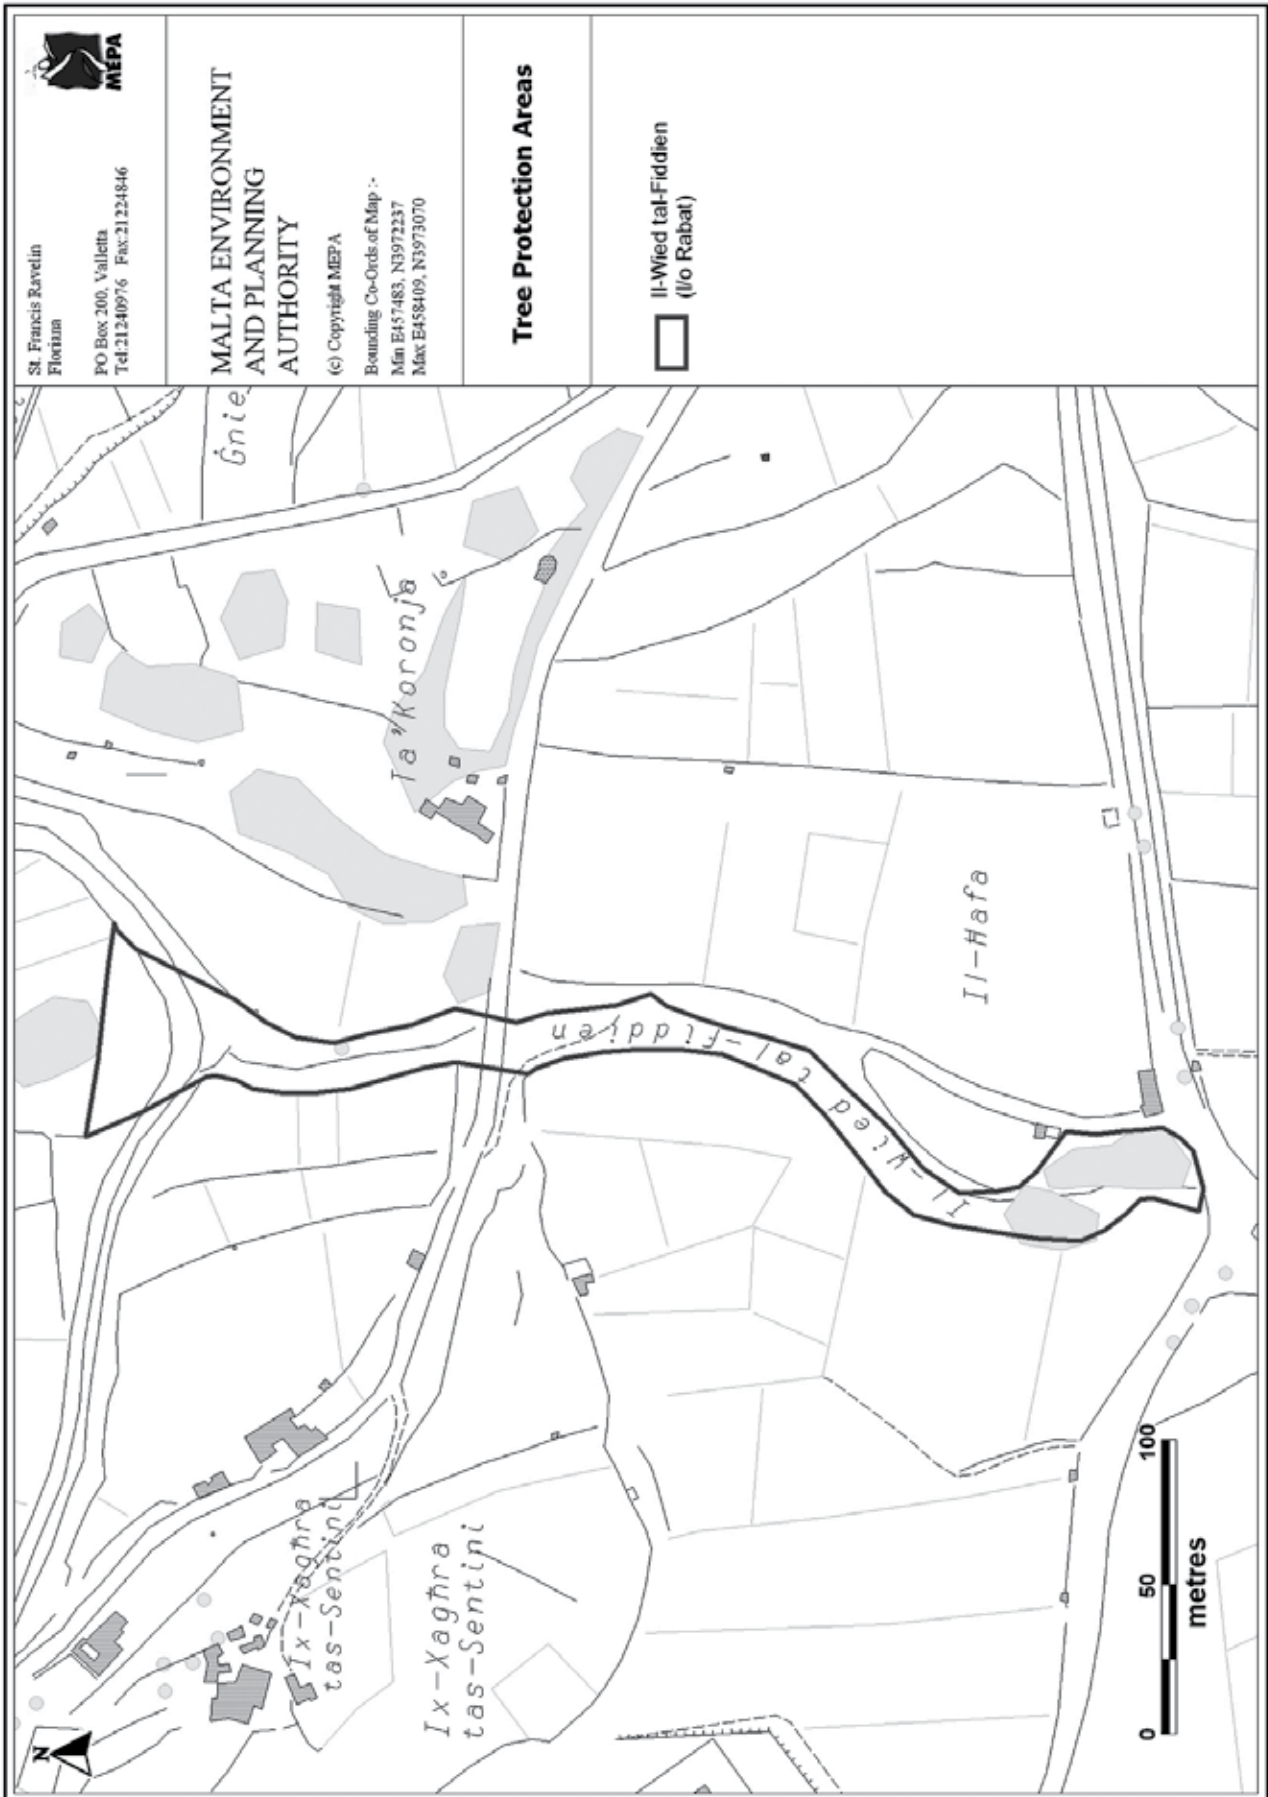 MEPA
St. Francis Ravelin
Floriana
PO Box 200, Valletta
Tel:21240976 Fax:21224846
MALTA ENVIRONMENT
AND PLANNING
AUTHORITY
(c) Copyright MEPA
Bounding Co-Ords of Map :-
Min E457483, N3972237
Max E458409, N3973070
Tree Protection Areas
Il-Wied tal-Fiddien
(l/o Rabat)
Ġnie
Ta' Koronja
Il-Ħafa
Il-Wied tal-Fiddien
Ix-Xagħra
tas-Sentini
Ix-Xagħra
tas-Sentini
N
0 50 100
metres